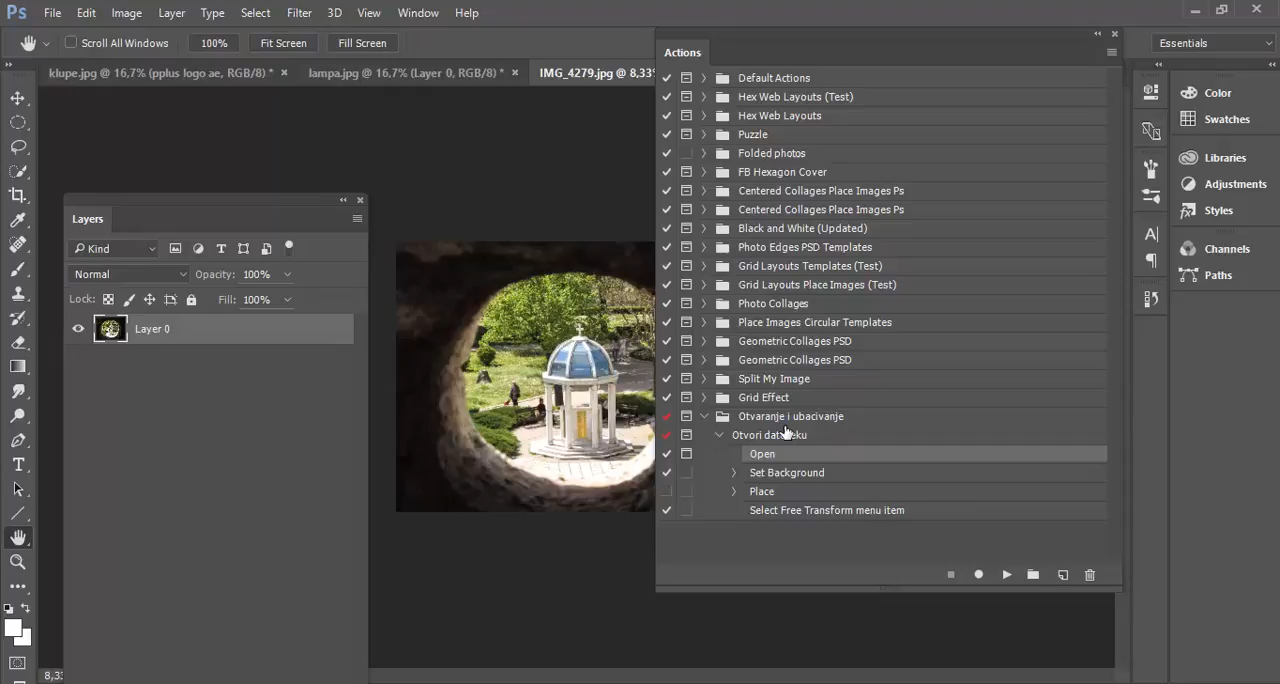 Ps File Edit Image Layer Type Select Filter 3D View Window Help
Scroll All Windows 100% Fit Screen Fill Screen Essentials
klupe.jpg @ 16,7% (pplus logo ae, RGB/8) * × lampa.jpg @ 16,7% (Layer 0, RGB/8) * × IMG_4279.jpg @ 8,33%
Layers
Kind
Normal Opacity: 100%
Lock: Fill: 100%
Layer 0
Actions
Default Actions
Hex Web Layouts (Test)
Hex Web Layouts
Puzzle
Folded photos
FB Hexagon Cover
Centered Collages Place Images Ps
Centered Collages Place Images Ps
Black and White (Updated)
Photo Edges PSD Templates
Grid Layouts Templates (Test)
Grid Layouts Place Images (Test)
Photo Collages
Place Images Circular Templates
Geometric Collages PSD
Geometric Collages PSD
Split My Image
Grid Effect
Otvaranje i ubacivanje
Otvori
Open
Set Background
Place
Select Free Transform menu item
Color
Swatches
Libraries
Adjustments
Styles
Channels
Paths
8,33